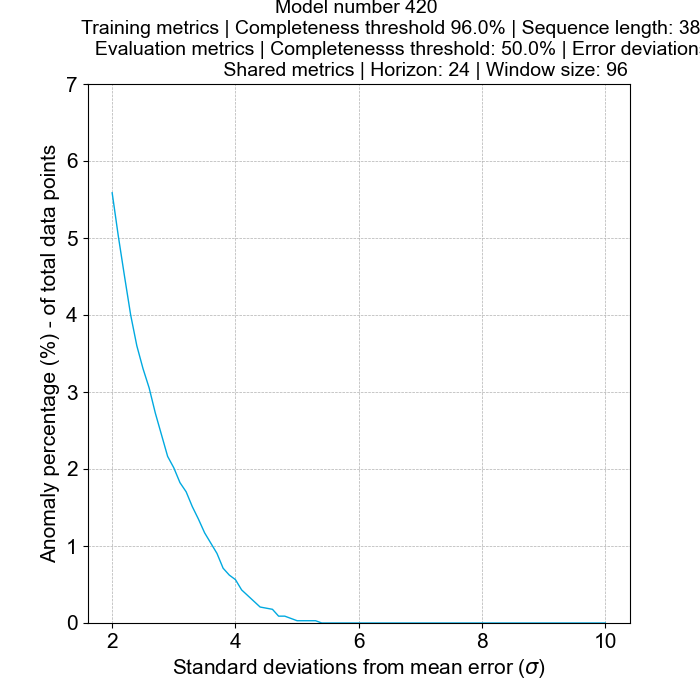 Model number 420
Training metrics | Completeness threshold 96.0% | Sequence length: 38
Evaluation metrics | Completenesss threshold: 50.0% | Error deviation
Shared metrics | Horizon: 24 | Window size: 96
7
6
5
4
3
2
1
0
Anomaly percentage (%) - of total data points
2 4 6 8 10
Standard deviations from mean error (σ)